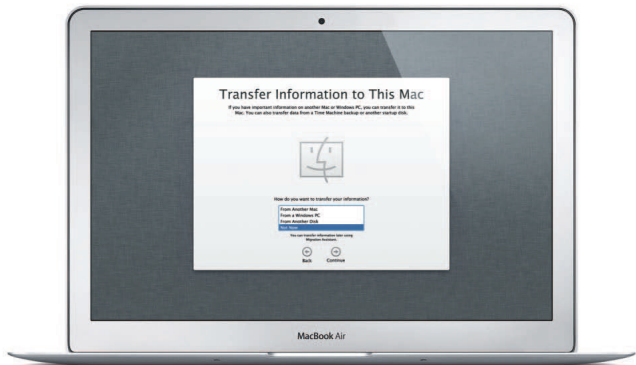 Transfer Information to This Mac
If you have important information on another Mac or Windows PC, you can transfer it to this
Mac. You can also transfer data from a Time Machine backup or another startup disk.
How do you want to transfer your information?
From Another Mac
From a Windows PC
From Another Disk
Not Now
You can transfer information later using
Migration Assistant.
Back Continue
MacBook Air